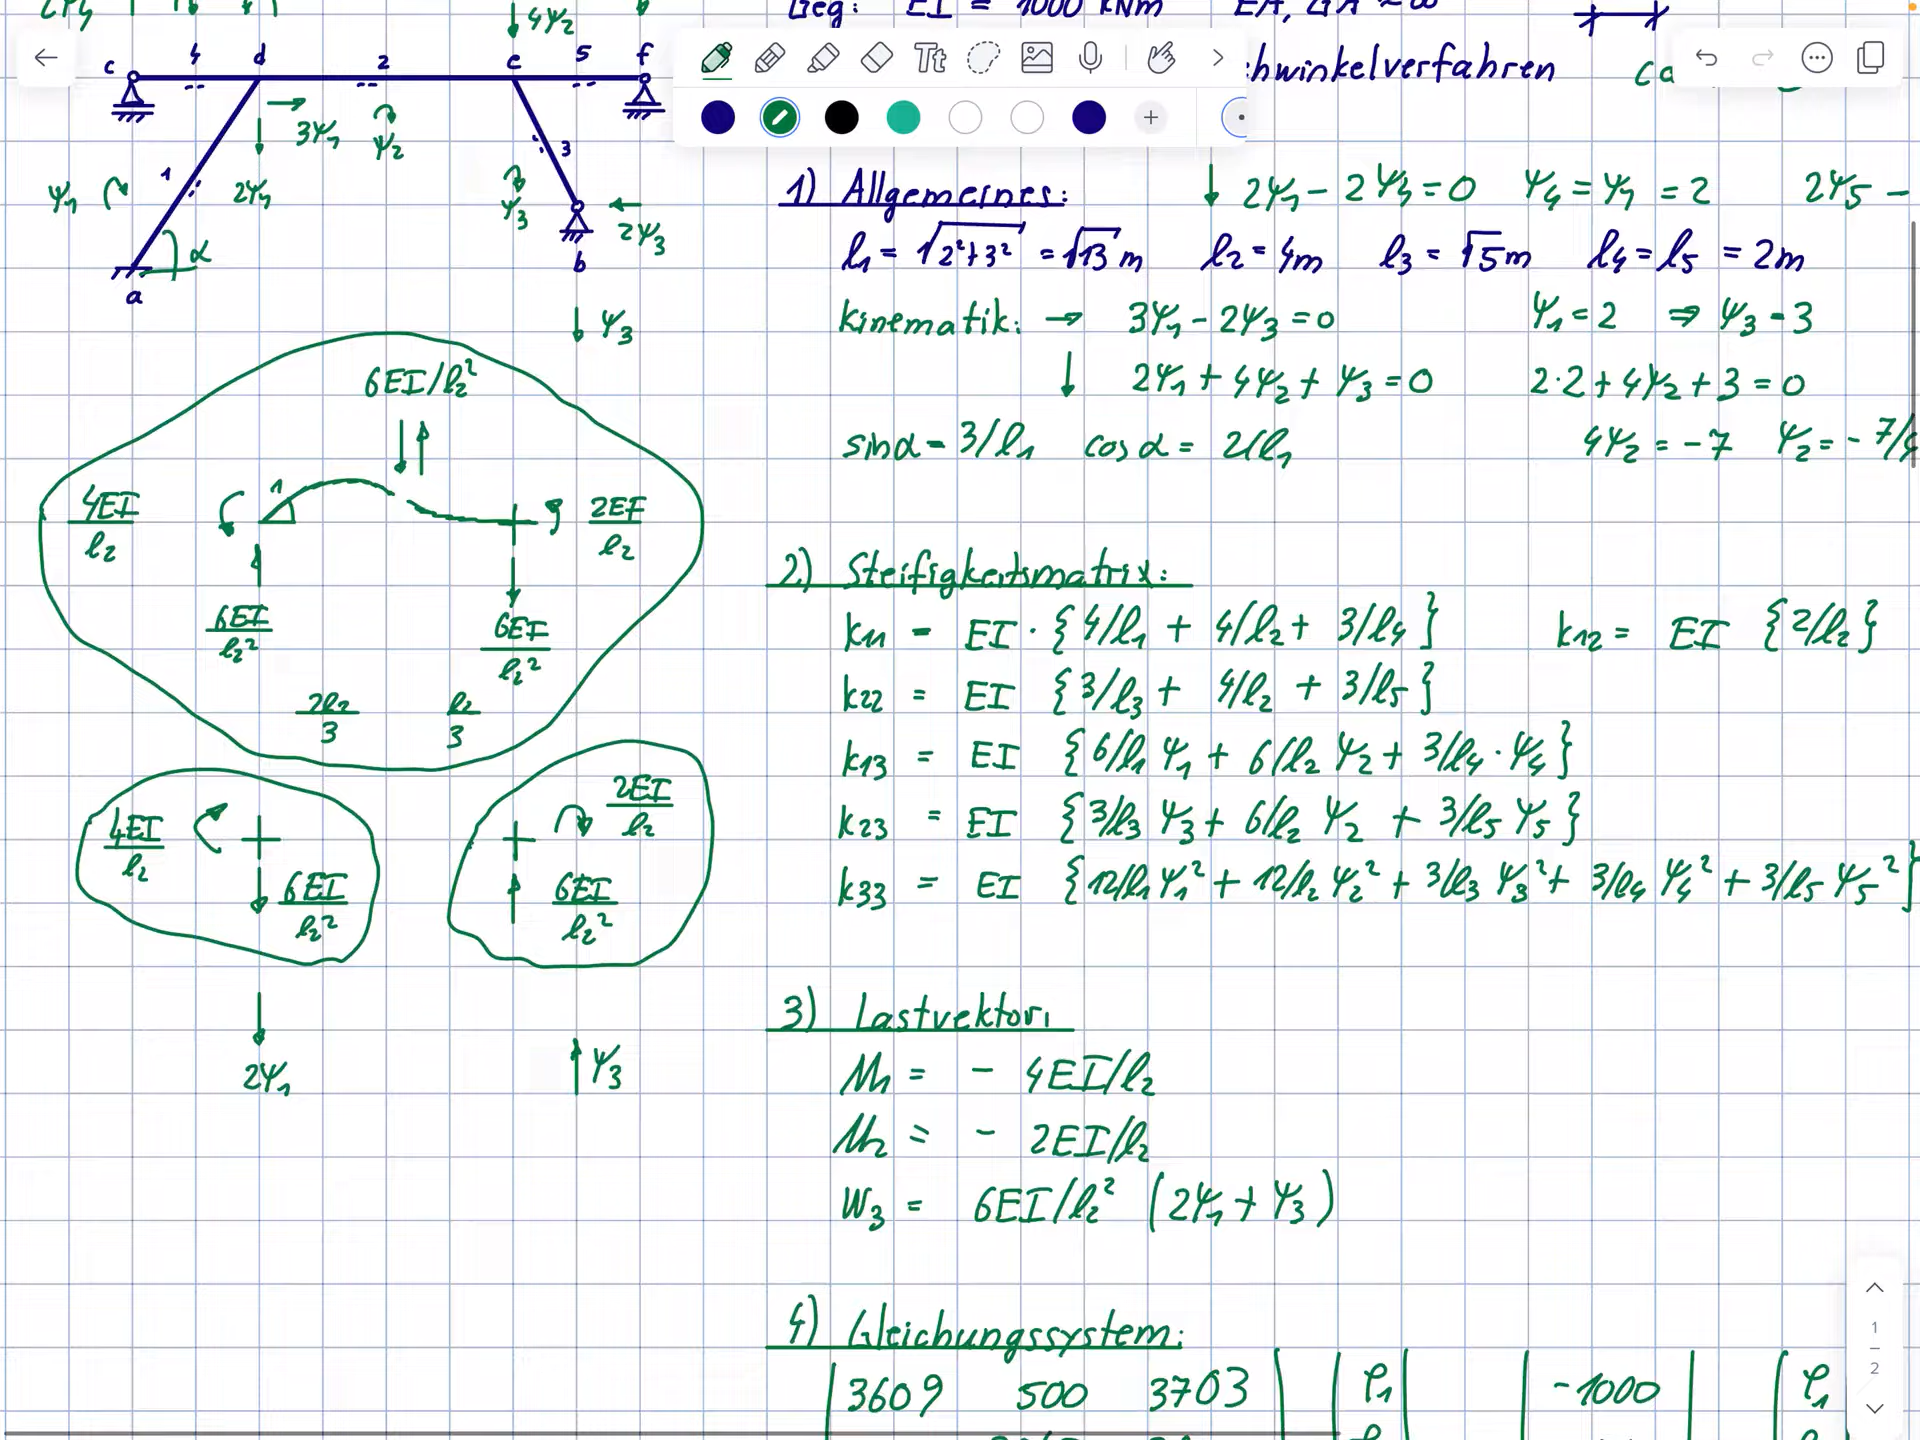 4ψ₂
Geg: EI = 1000 kNm EA, GA ≈ ∞
c 4 d 2 e 5 f
Tt
hwinkelverfahren
3ψ₁ ψ₂
1 3
ψ₁ 2ψ₁ ψ₃ 2ψ₃
α
a b
ψ₃
1) Allgemeines:
2ψ₁ - 2ψ₄ = 0 ψ₄ = ψ₁ = 2 2ψ₅ -
l₁ = √2²+3² = √13 m l₂ = 4m l₃ = √5 m l₄ = l₅ = 2m
kinematik: → 3ψ₁ - 2ψ₃ = 0 ψ₁ = 2 ⇒ ψ₃ = 3
↓ 2ψ₁ + 4ψ₂ + ψ₃ = 0 2·2 + 4ψ₂ + 3 = 0
sinα = 3/l₁ cosα = 2/l₁ 4ψ₂ = -7 ψ₂ = -7/4
6EI/l₂²
4EI/l₂ 1 2EI/l₂
6EI/l₂² 6EI/l₂²
2l₂/3 l₂/3
4EI/l₂ 2EI/l₂
6EI/l₂² 6EI/l₂²
2ψ₁ ψ₃
2) Steifigkeitsmatrix:
k11 = EI · {4/l₁ + 4/l₂ + 3/l₄} k12 = EI {2/l₂}
k22 = EI {3/l₃ + 4/l₂ + 3/l₅}
k13 = EI {6/l₁ ψ₁ + 6/l₂ ψ₂ + 3/l₄ · ψ₄}
k23 = EI {3/l₃ ψ₃ + 6/l₂ ψ₂ + 3/l₅ ψ₅}
k33 = EI {12/l₁ ψ₁² + 12/l₂ ψ₂² + 3/l₃ ψ₃² + 3/l₄ ψ₄² + 3/l₅ ψ₅²}
3) Lastvektor:
M₁ = - 4EI/l₂
M₂ = - 2EI/l₂
W₃ = 6EI/l₂² (2ψ₁ + ψ₃)
4) Gleichungssystem:
3609 500 3703 φ₁ -1000 φ₁
1
2